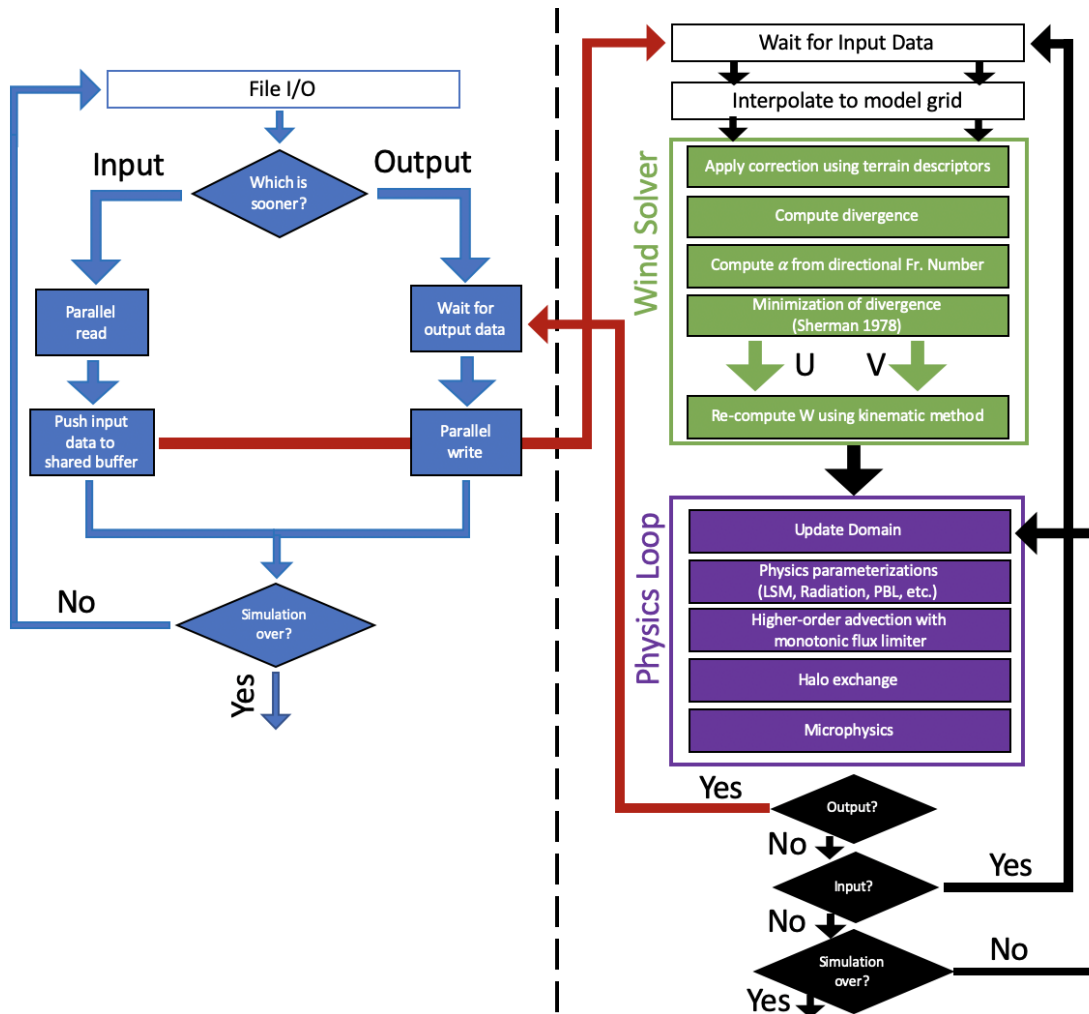 File I/O
Input
Output
Which is
sooner?
Parallel
read
Wait for
output data
Push input
data to
shared buffer
Parallel
write
No
Simulation
over?
Yes
Wait for Input Data
Interpolate to model grid
Wind Solver
Apply correction using terrain descriptors
Compute divergence
Compute α from directional Fr. Number
Minimization of divergence
(Sherman 1978)
U
V
Re-compute W using kinematic method
Physics Loop
Update Domain
Physics parameterizations
(LSM, Radiation, PBL, etc.)
Higher-order advection with
monotonic flux limiter
Halo exchange
Microphysics
Yes
Output?
No
Input?
Yes
No
Simulation
over?
No
Yes